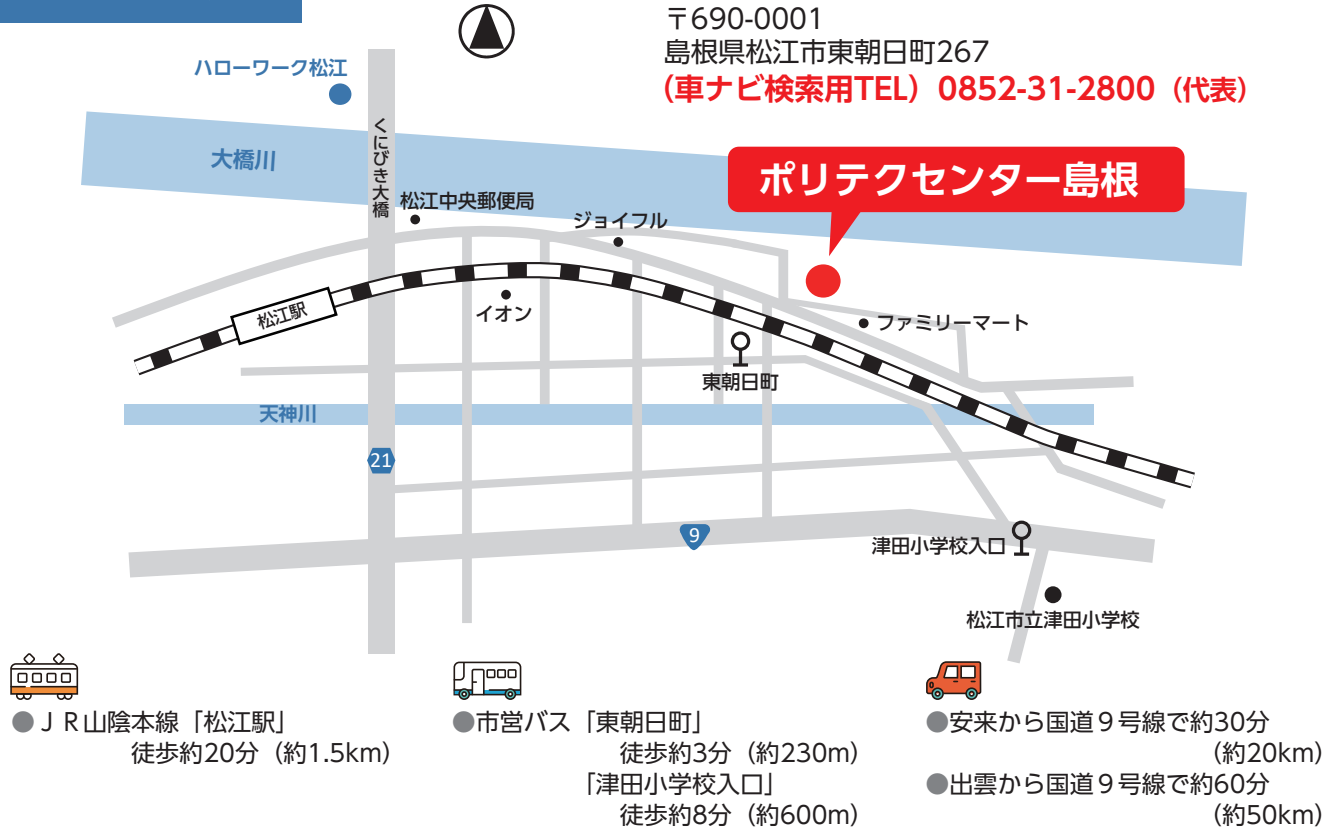 〒690-0001
島根県松江市東朝日町267
(車ナビ検索用TEL) 0852-31-2800 (代表)
ハローワーク松江
くにびき大橋
大橋川
ポリテクセンター島根
松江中央郵便局
ジョイフル
松江駅
イオン
ファミリーマート
東朝日町
天神川
21
9
津田小学校入口
松江市立津田小学校
●ＪＲ山陰本線「松江駅」
徒歩約20分（約1.5km）
●市営バス「東朝日町」
徒歩約3分（約230m）
「津田小学校入口」
徒歩約8分（約600m）
●安来から国道９号線で約30分
（約20km）
●出雲から国道９号線で約60分
（約50km）